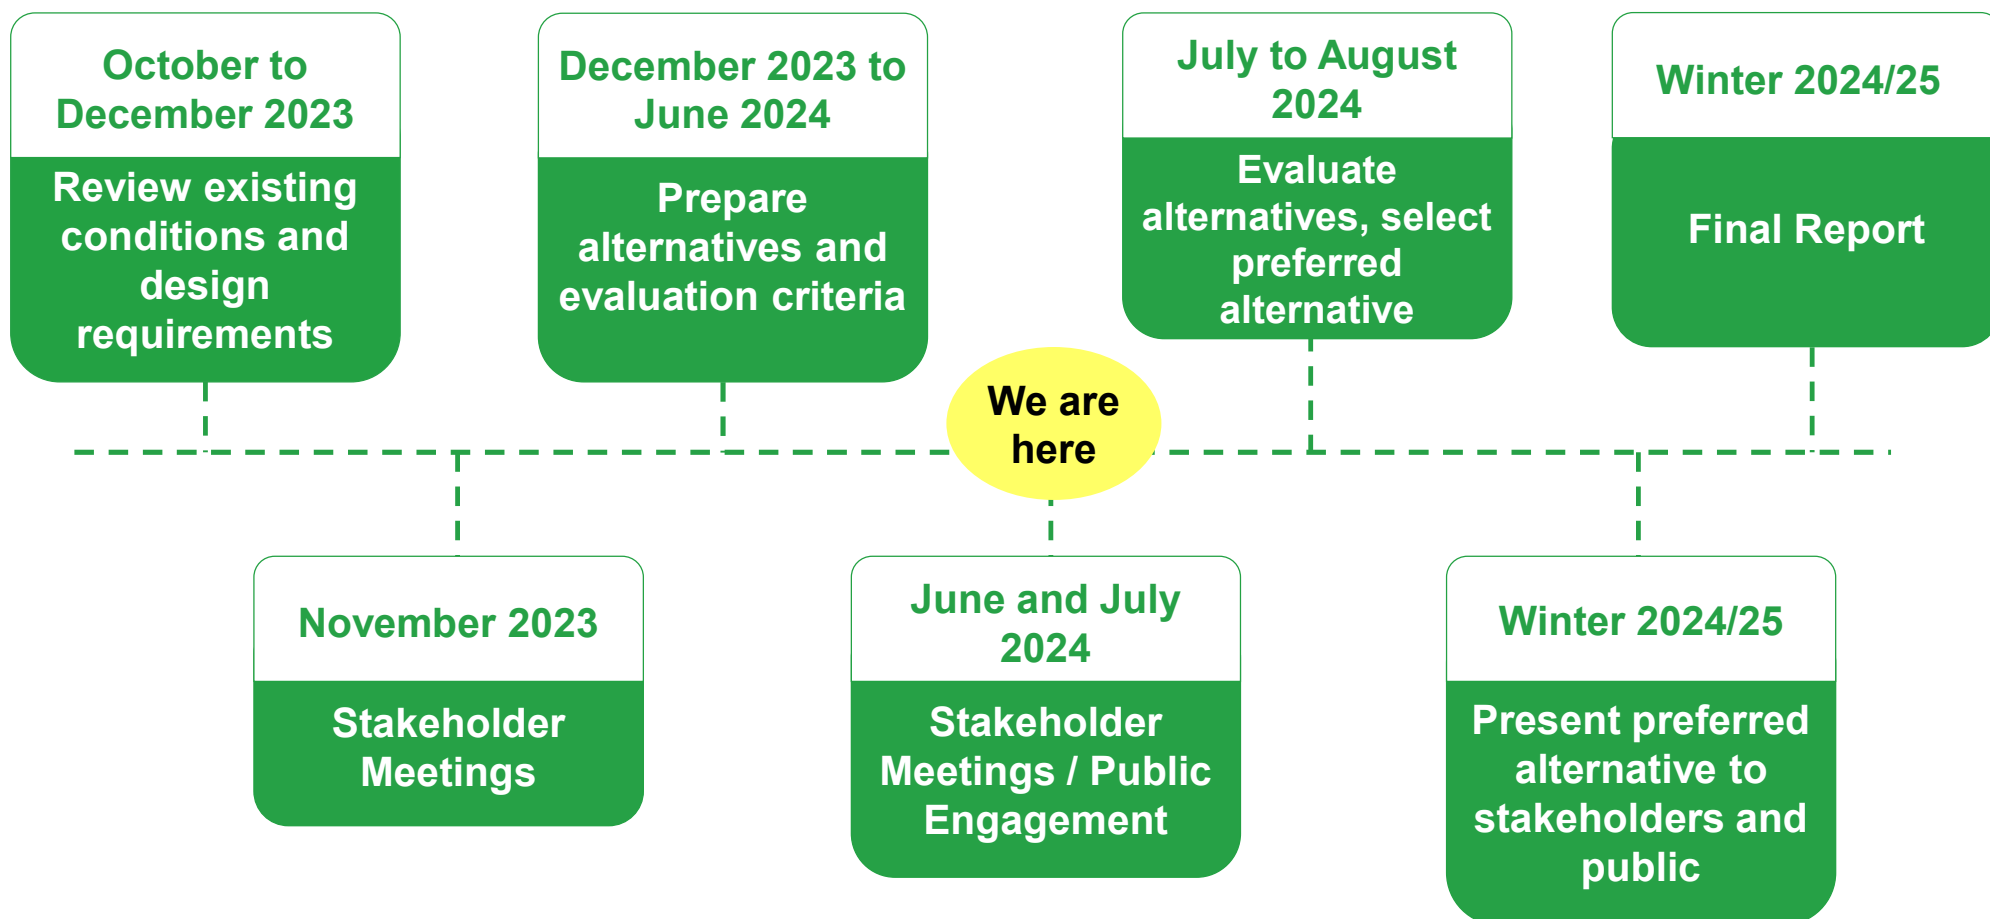 October to
December 2023
Review existing
conditions and
design
requirements
December 2023 to
June 2024
Prepare
alternatives and
evaluation criteria
July to August
2024
Evaluate
alternatives, select
preferred
alternative
Winter 2024/25
Final Report
We are
here
November 2023
Stakeholder
Meetings
June and July
2024
Stakeholder
Meetings / Public
Engagement
Winter 2024/25
Present preferred
alternative to
stakeholders and
public